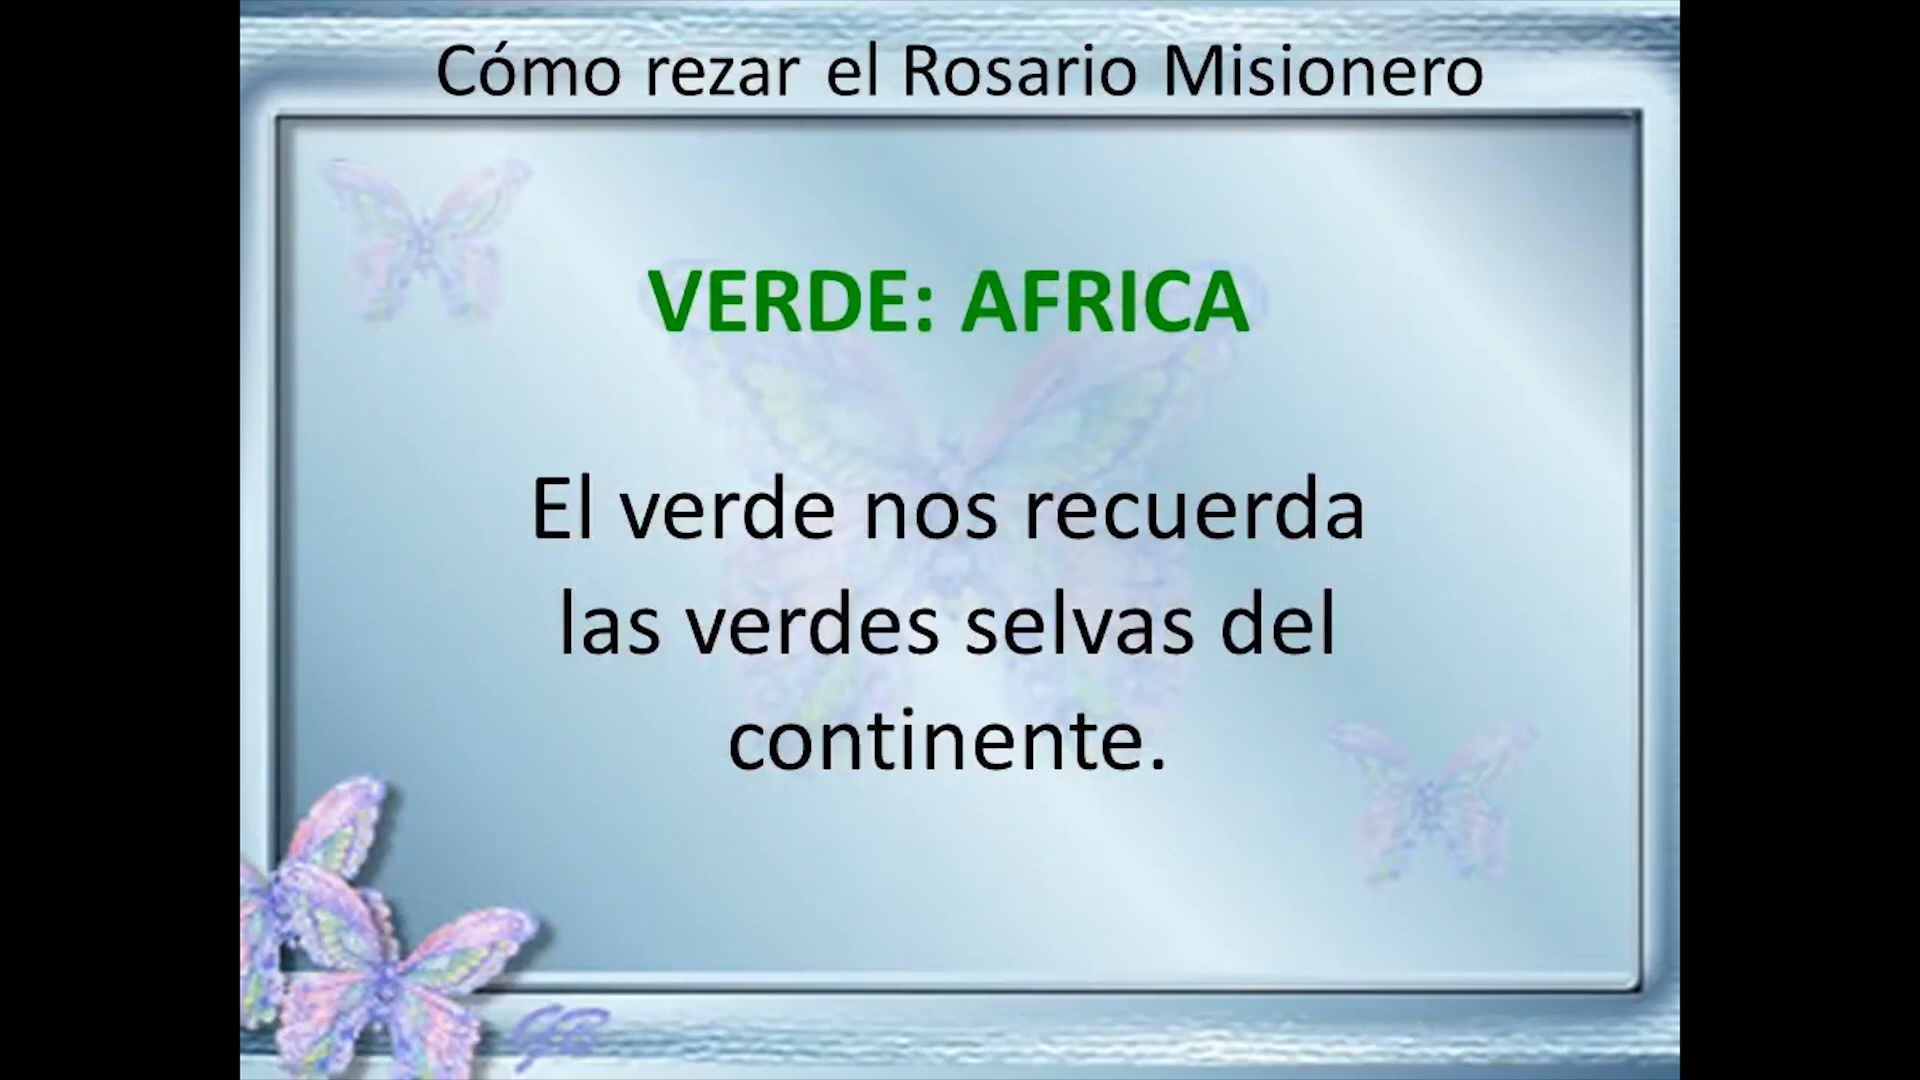 Cómo rezar el Rosario Misionero
VERDE: AFRICA
El verde nos recuerda
las verdes selvas del
continente.